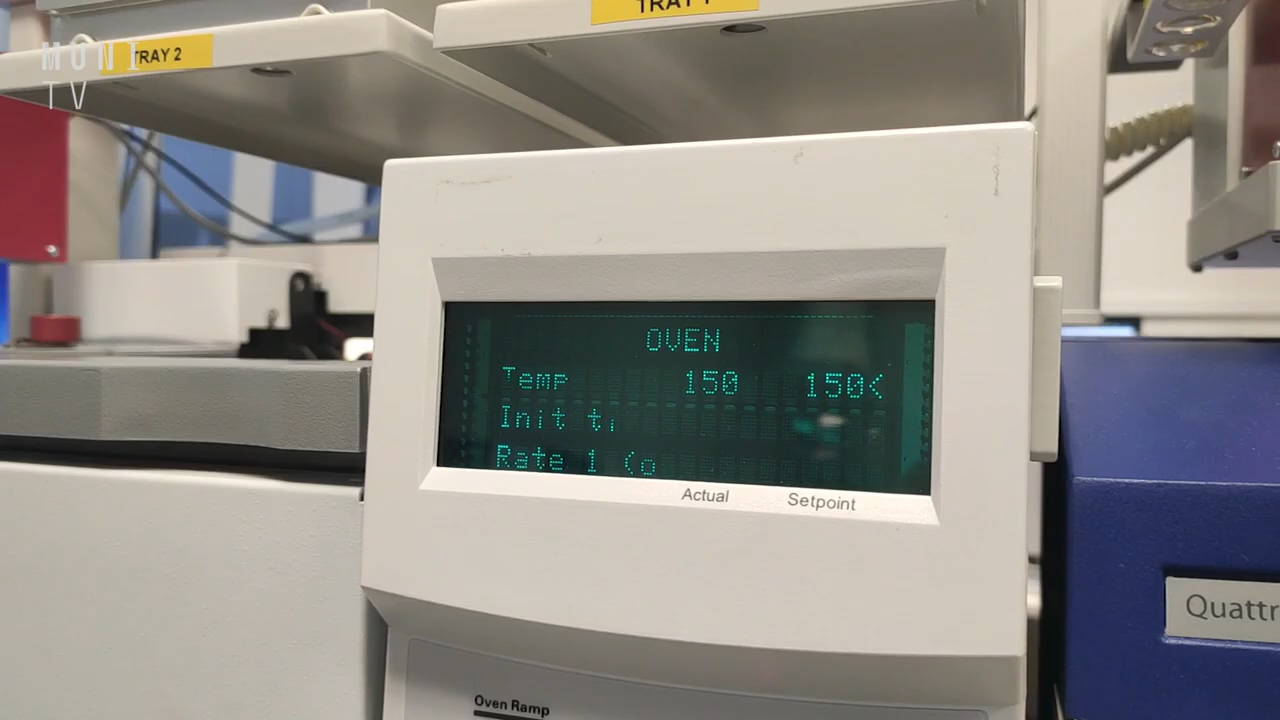 TRAY 1
MONI
TV
TRAY 2
OVEN
Temp 150 150<
Init ti
Rate 1 (o
Actual Setpoint
Quattr
Oven Ramp